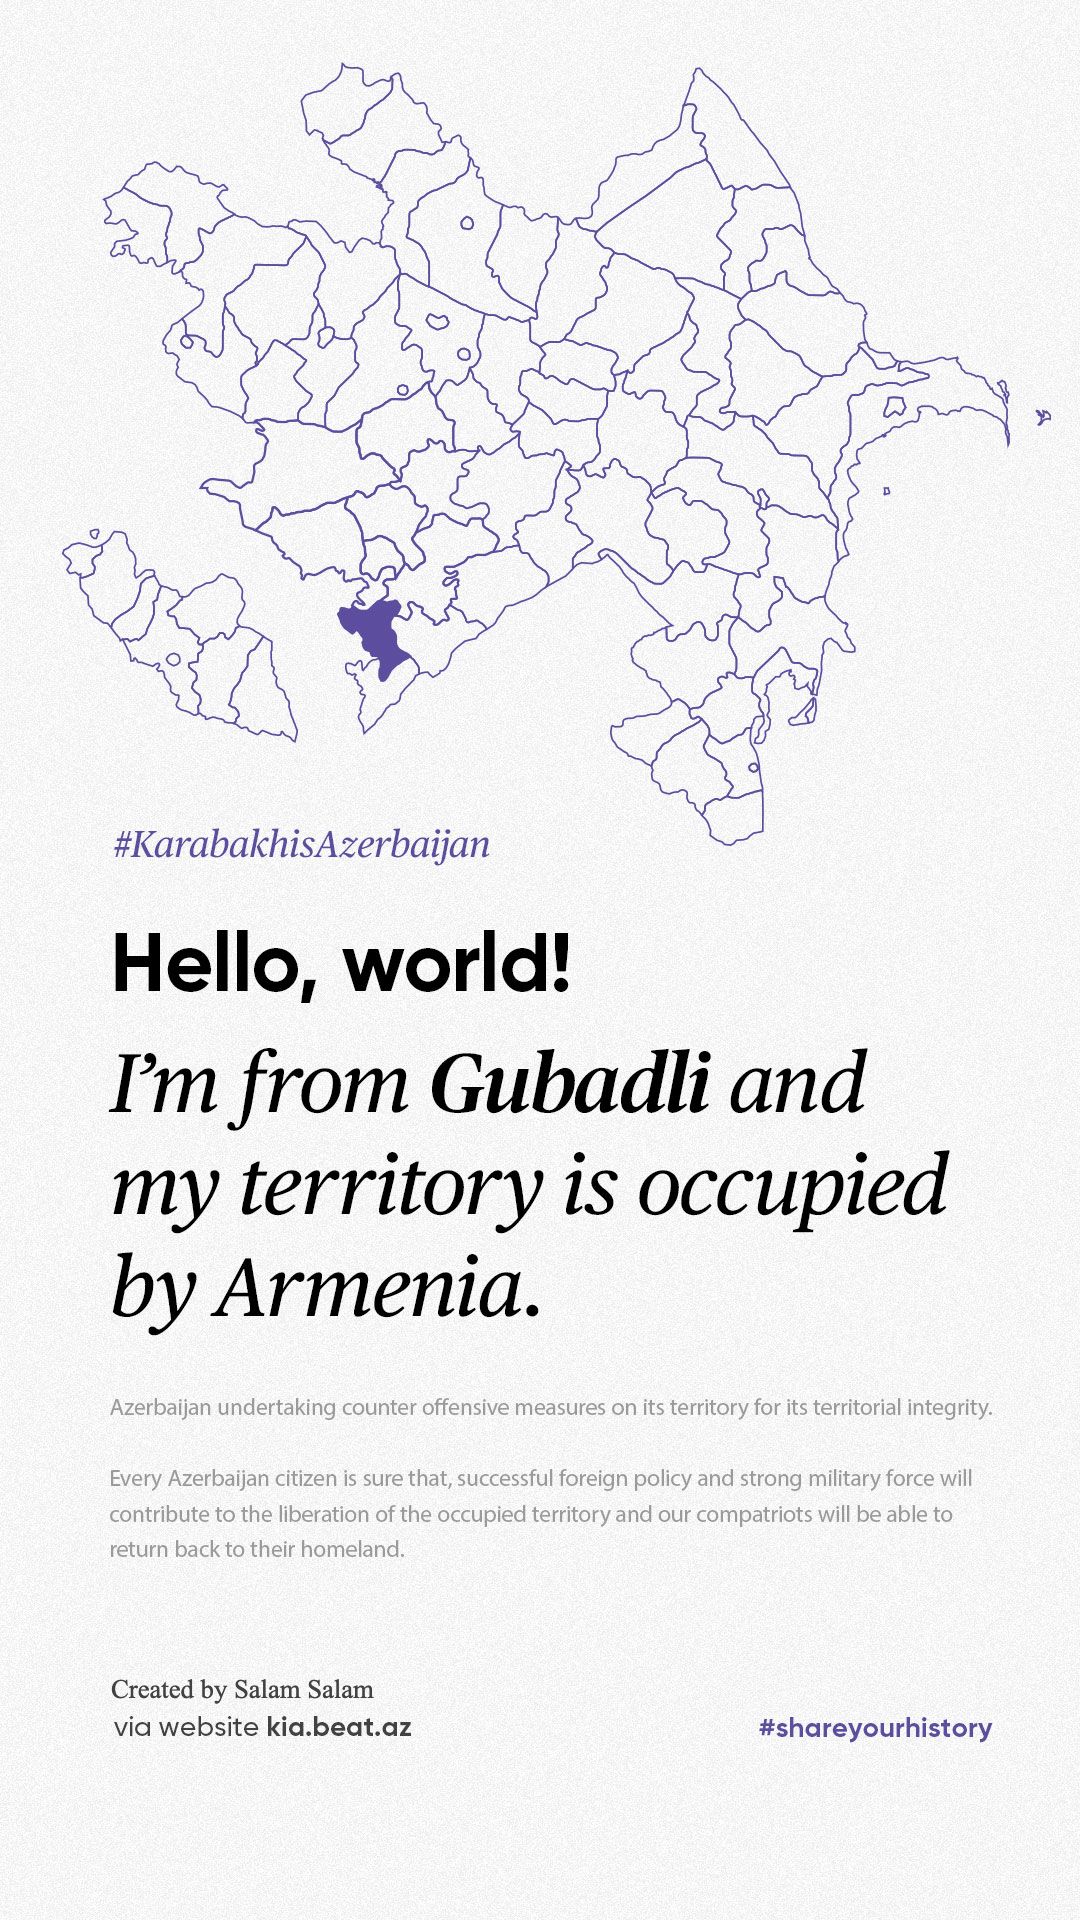 #KarabakhisAzerbaijan
Hello, world!
I’m from Gubadli and
my territory is occupied
by Armenia.
Azerbaijan undertaking counter offensive measures on its territory for its territorial integrity.
Every Azerbaijan citizen is sure that, successful foreign policy and strong military force will
contribute to the liberation of the occupied territory and our compatriots will be able to
return back to their homeland.
Created by Salam Salam
via website kia.beat.az
#shareyourhistory